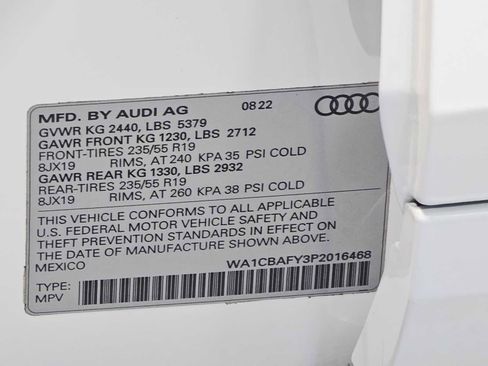 MFD. BY AUDI AG 08 22
GVWR KG 2440, LBS 5379
GAWR FRONT KG 1230, LBS 2712
FRONT-TIRES 235/55 R19
8JX19 RIMS, AT 240 KPA 35 PSI COLD
GAWR REAR KG 1330, LBS 2932
REAR-TIRES 235/55 R19
8JX19 RIMS, AT 260 KPA 38 PSI COLD
THIS VEHICLE CONFORMS TO ALL APPLICABLE
U.S. FEDERAL MOTOR VEHICLE SAFETY AND
THEFT PREVENTION STANDARDS IN EFFECT ON
THE DATE OF MANUFACTURE SHOWN ABOVE.
MEXICO WA1CBAFY3P2016468
TYPE:
MPV